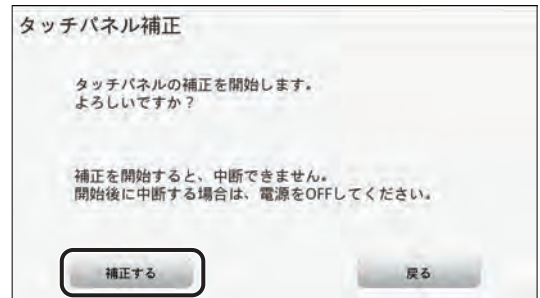 タッチパネル補正
タッチパネルの補正を開始します。
よろしいですか？
補正を開始すると、中断できません。
開始後に中断する場合は、電源をOFFしてください。
補正する
戻る